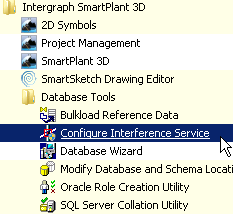 Intergraph SmartPlant 3D
2D Symbols
Project Management
SmartPlant 3D
SmartSketch Drawing Editor
Database Tools
Bulkload Reference Data
Configure Interference Service
Database Wizard
Modify Database and Schema Locati
Oracle Role Creation Utility
SQL Server Collation Utility